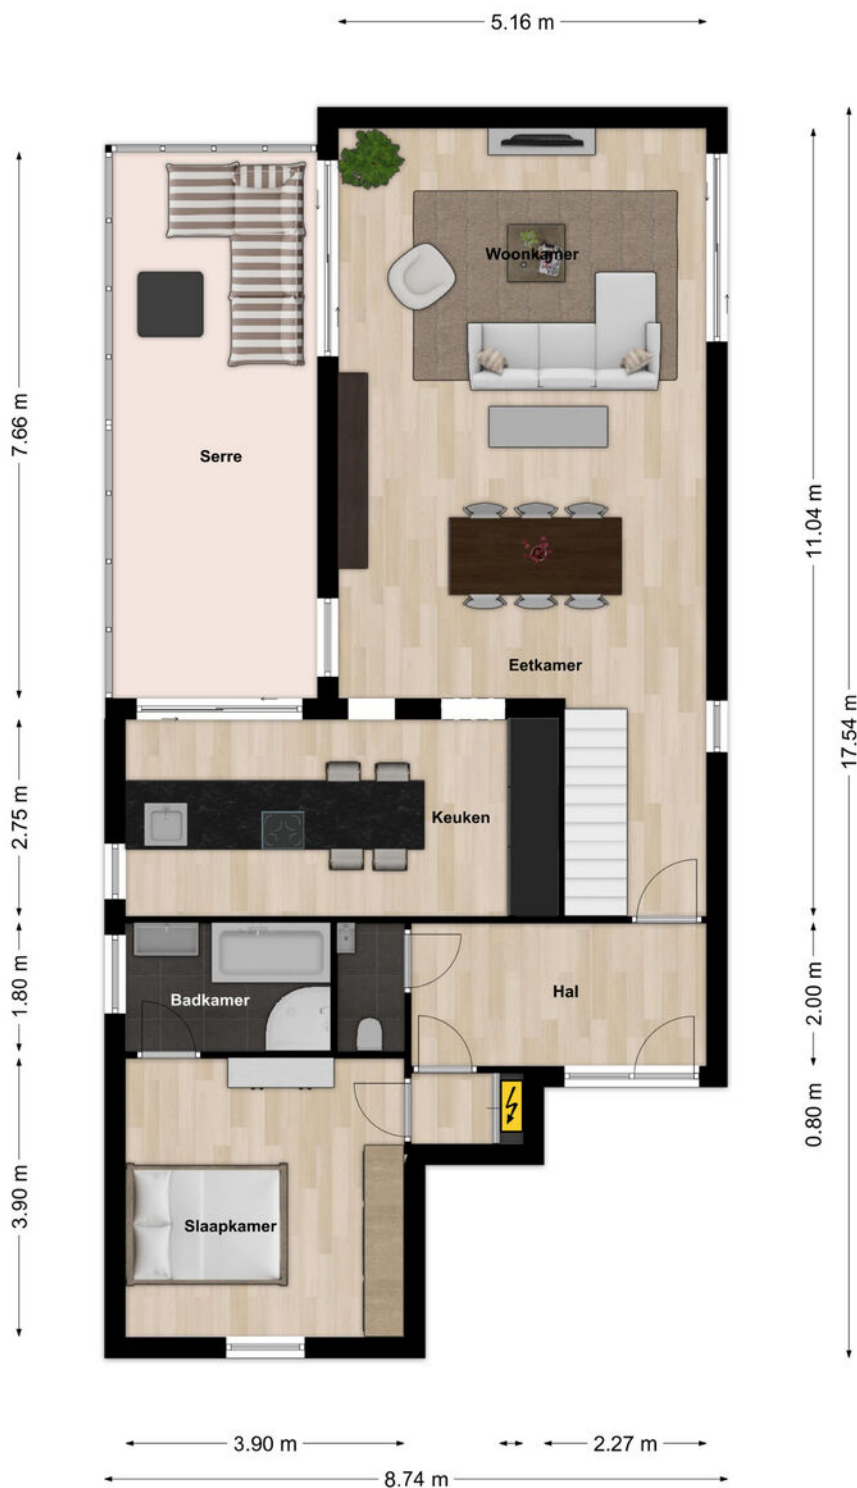 5.16 m
Woonkamer
7.66 m
Serre
11.04 m
Eetkamer
17.54 m
2.75 m
Keuken
1.80 m
Badkamer
Hal
2.00 m
0.80 m
3.90 m
Slaapkamer
3.90 m
2.27 m
8.74 m